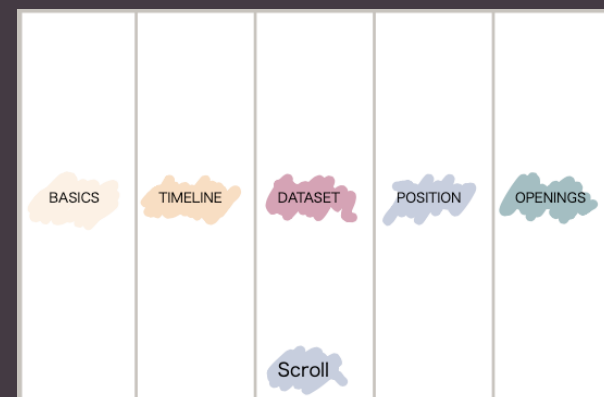 BASICS
TIMELINE
DATASET
POSITION
OPENINGS
Scroll